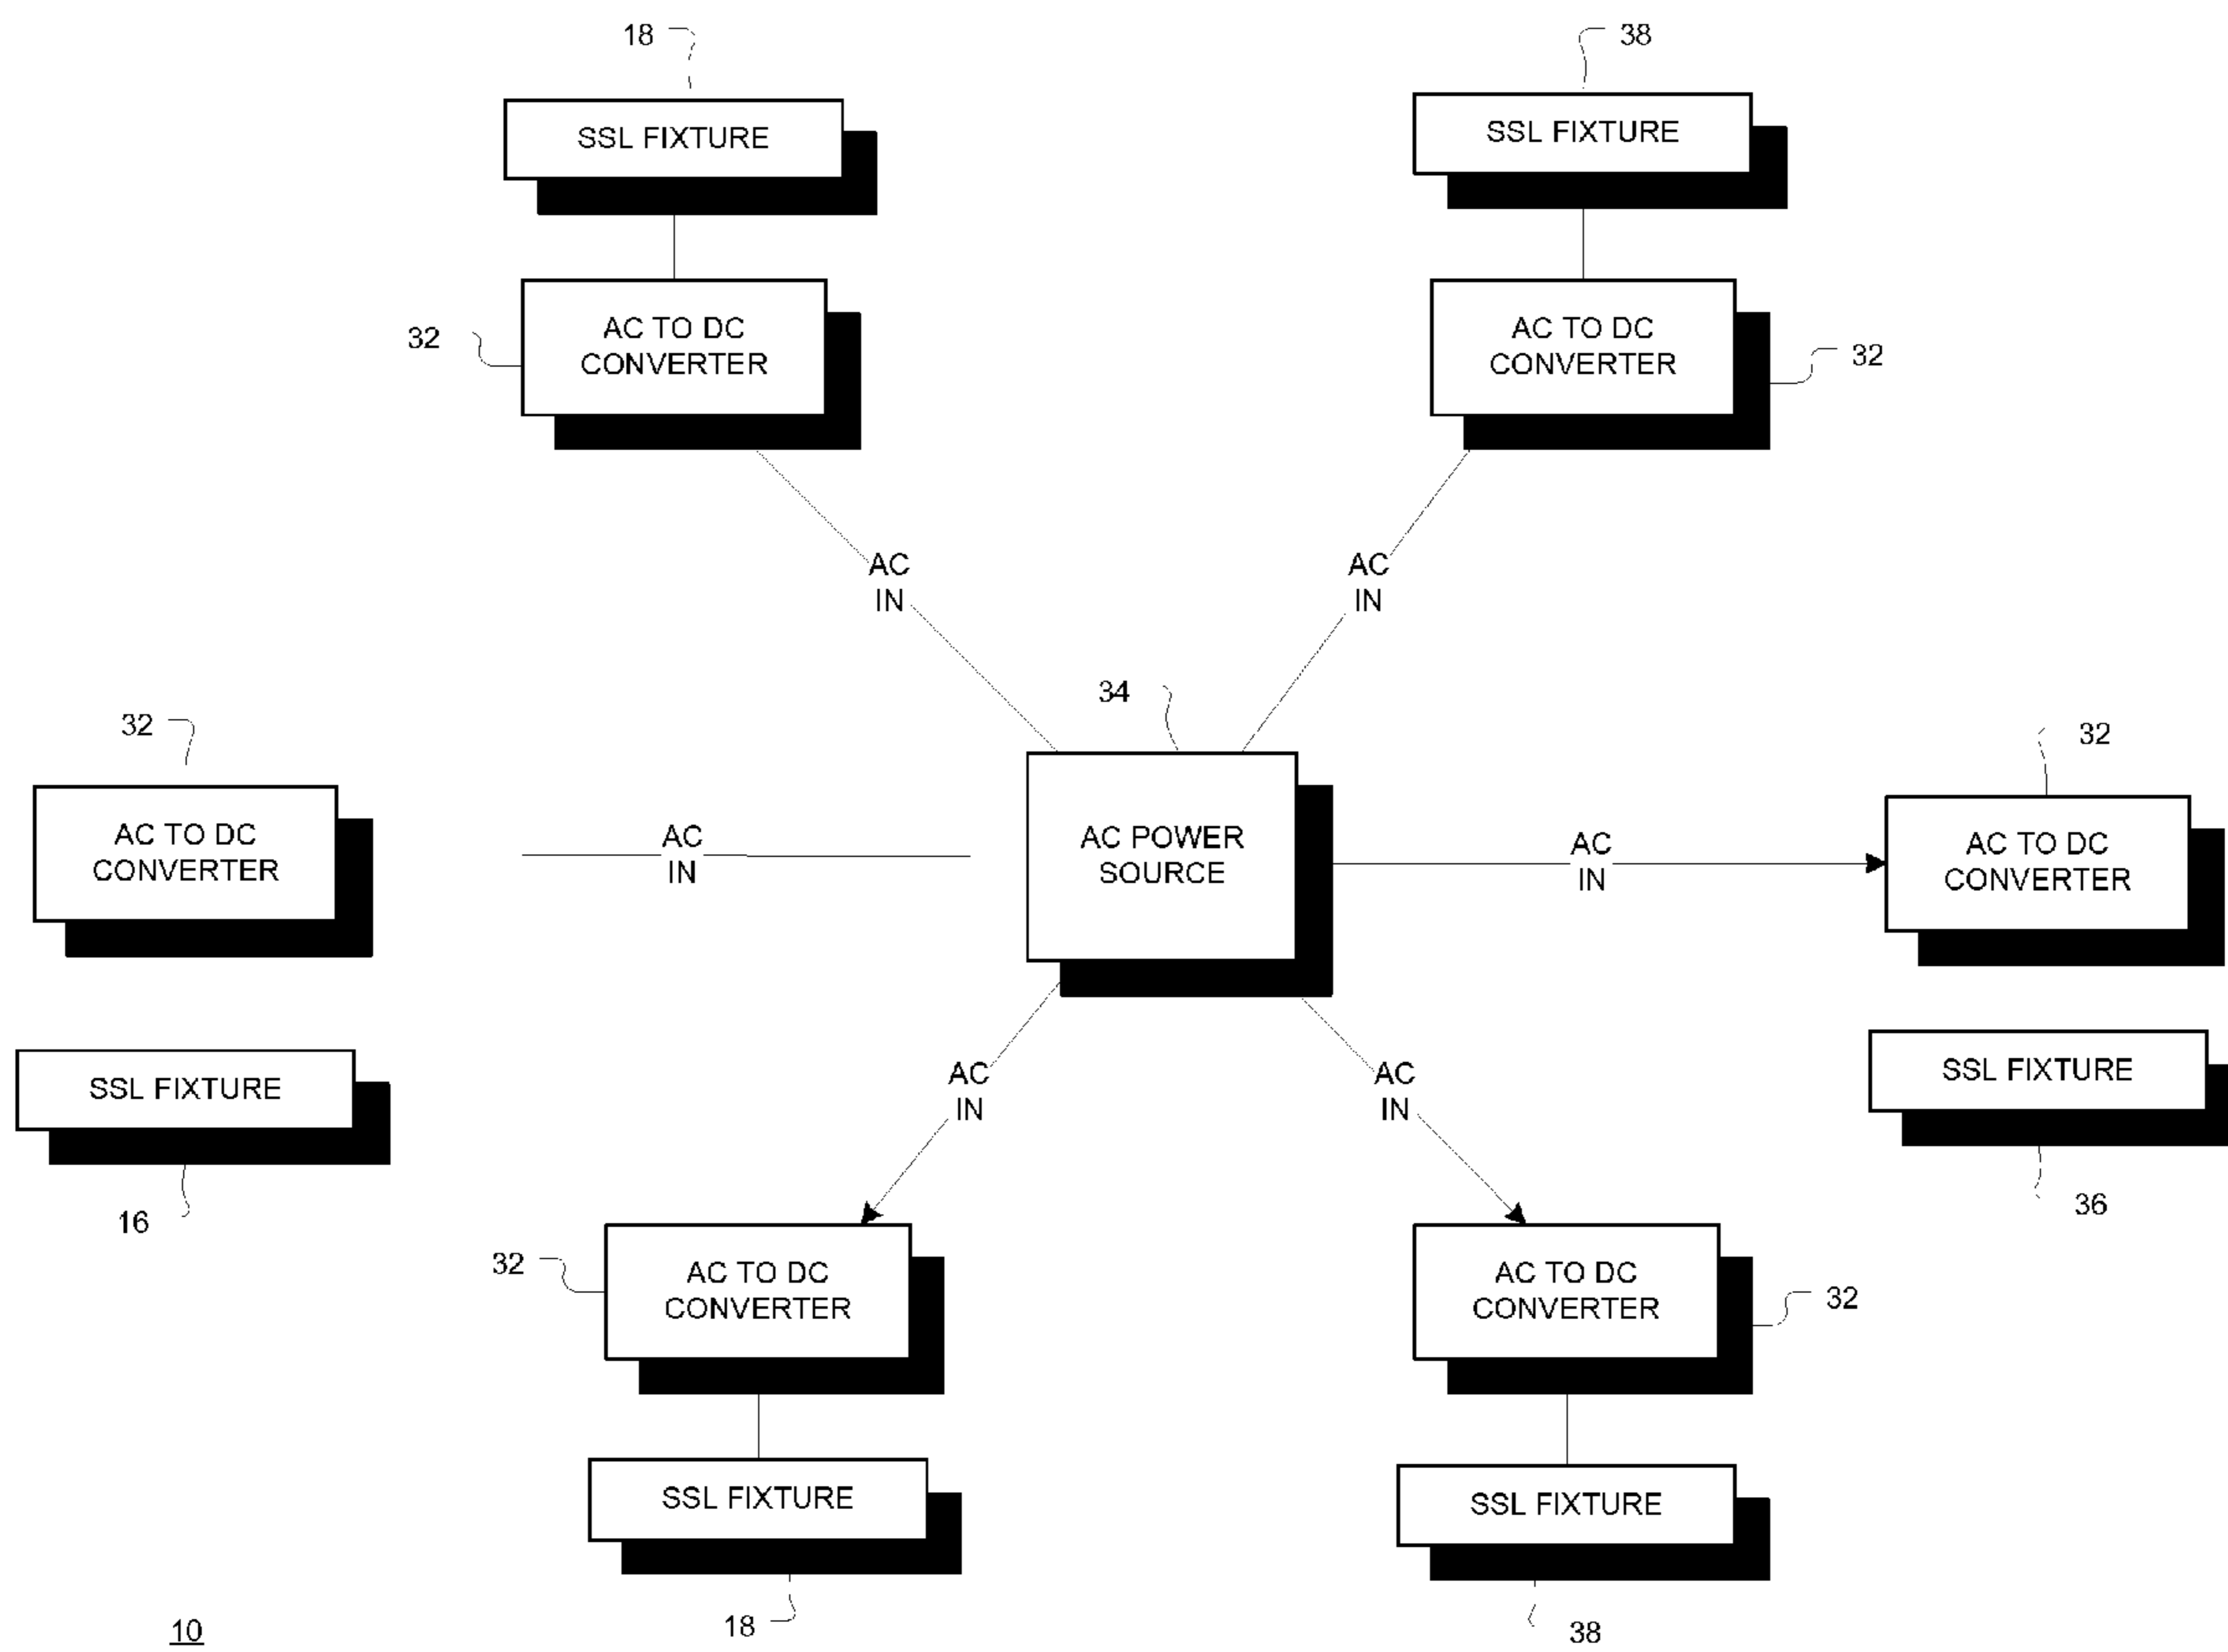 18
38
SSL FIXTURE
SSL FIXTURE
32
AC TO DC
CONVERTER
AC TO DC
CONVERTER
32
AC
IN
AC
IN
34
32
32
AC TO DC
CONVERTER
AC
IN
AC POWER
SOURCE
AC
IN
AC TO DC
CONVERTER
SSL FIXTURE
AC
IN
AC
IN
SSL FIXTURE
16
36
32
AC TO DC
CONVERTER
AC TO DC
CONVERTER
32
SSL FIXTURE
SSL FIXTURE
18
38
10